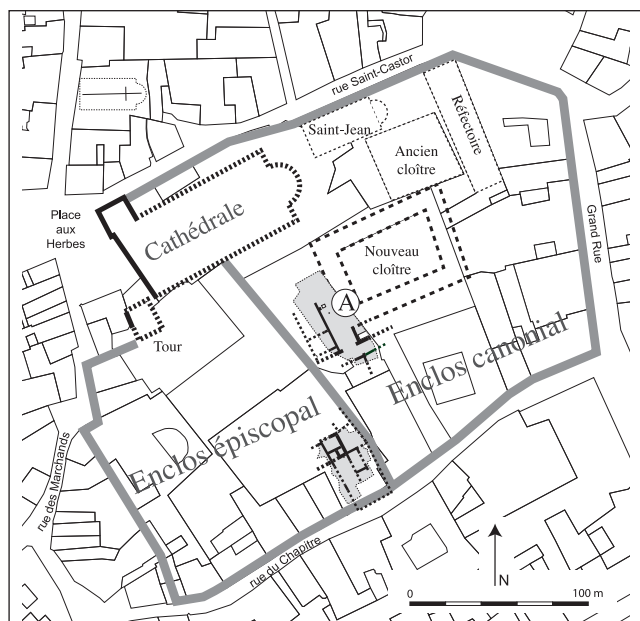 rue Saint-Castor
Saint-Jean
Réfectoire
Ancien
cloître
Place
aux
Herbes
Cathédrale
Grand Rue
Nouveau
cloître
A
Tour
Enclos canonial
Enclos épiscopal
rue des Marchands
rue du Chapitre
N
0
100 m